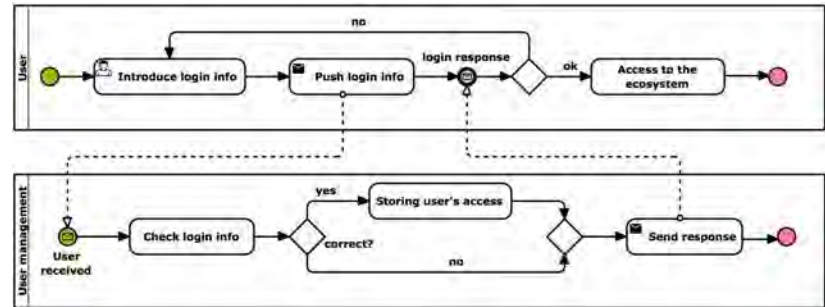 User
no
Introduce login info
Push login info
login response
ok
Access to the
ecosystem
User management
User
received
Check login info
correct?
yes
Storing user's access
no
Send response